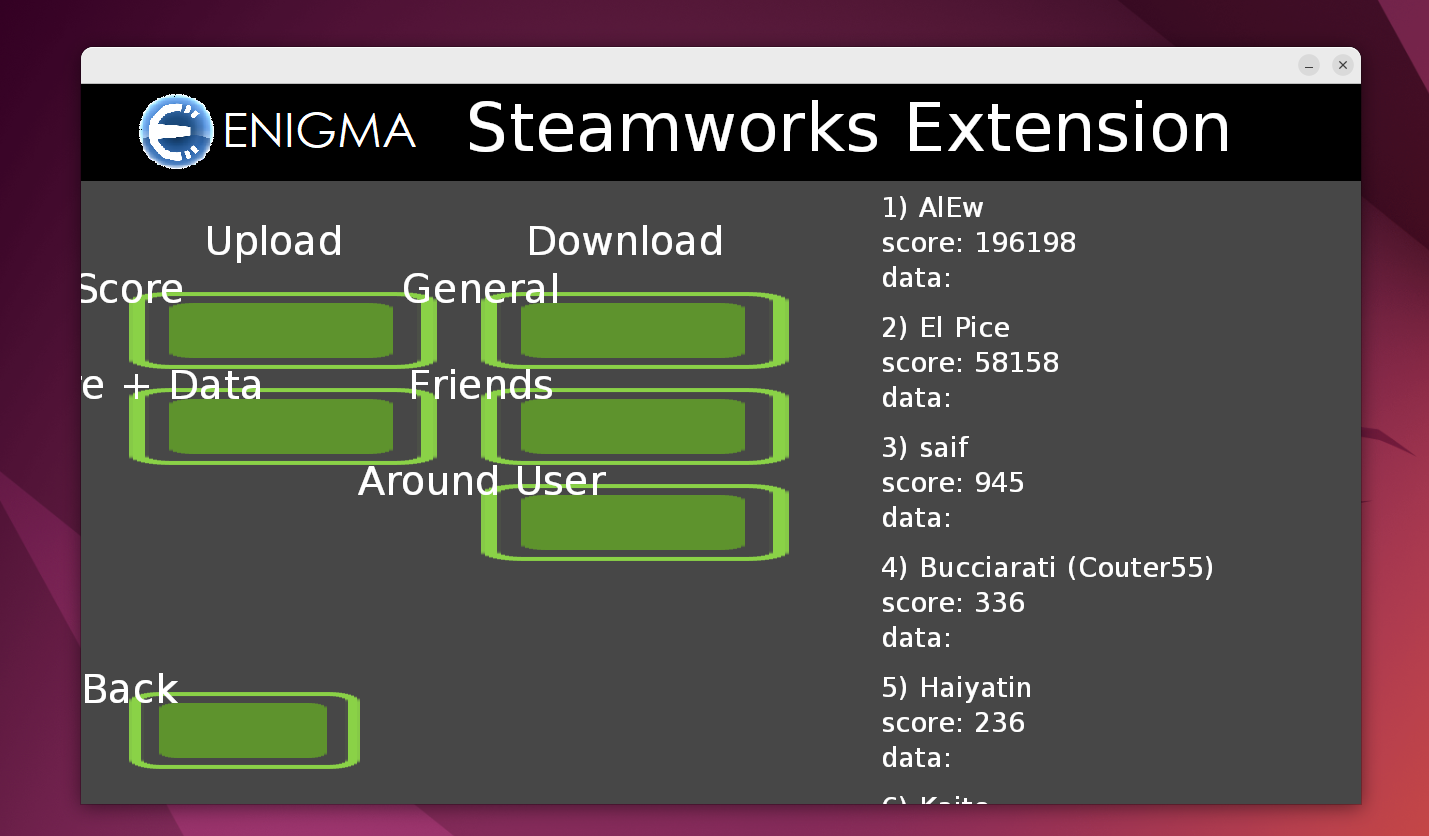 ENIGMA Steamworks Extension
Upload
Download
Score
General
re + Data
Friends
Around User
Back
1) AlEw
score: 196198
data:
2) El Pice
score: 58158
data:
3) saif
score: 945
data:
4) Bucciarati (Couter55)
score: 336
data:
5) Haiyatin
score: 236
data: